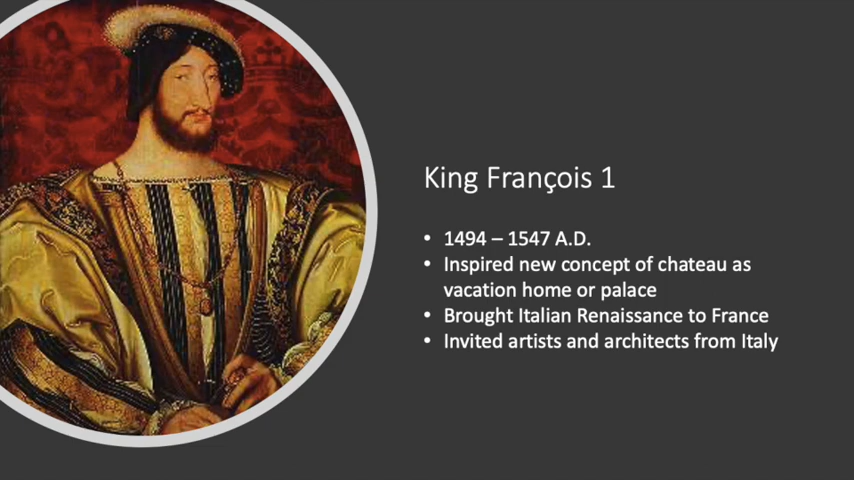 King François 1
• 1494 – 1547 A.D.
• Inspired new concept of chateau as
vacation home or palace
• Brought Italian Renaissance to France
• Invited artists and architects from Italy